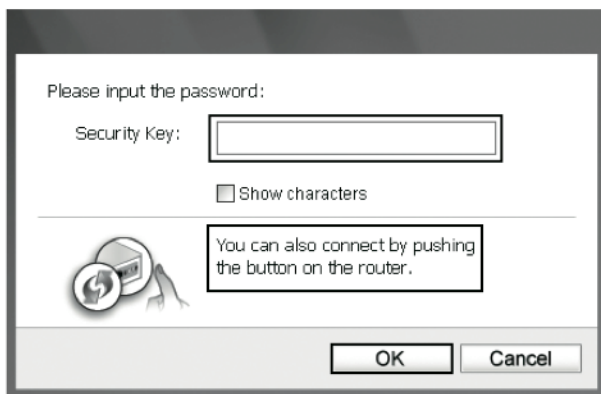 Please input the password:
Security Key:
Show characters
You can also connect by pushing
the button on the router.
OK
Cancel